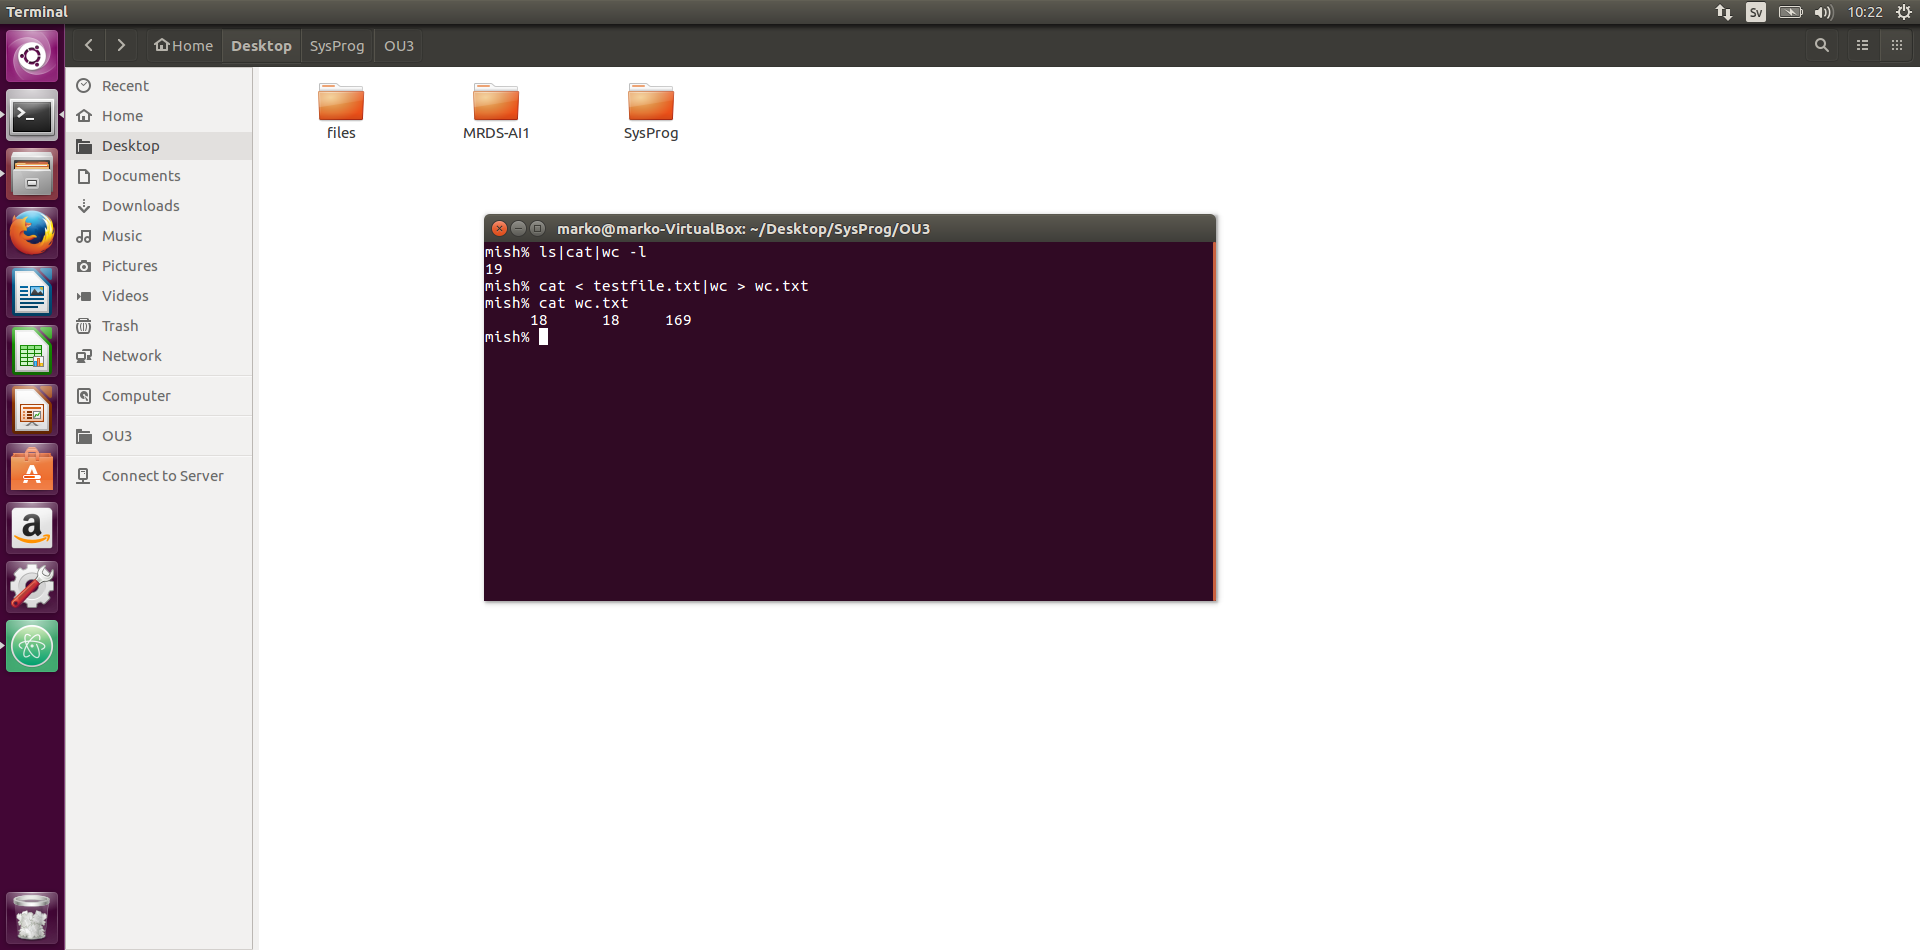 Terminal
Sv
10:22
Home Desktop SysProg OU3
Recent
Home
Desktop
Documents
Downloads
Music
Pictures
Videos
Trash
Network
Computer
OU3
Connect to Server
files
MRDS-AI1
SysProg
marko@marko-VirtualBox: ~/Desktop/SysProg/OU3
mish% ls|cat|wc -l
19
mish% cat < testfile.txt|wc > wc.txt
mish% cat wc.txt
     18      18     169
mish%